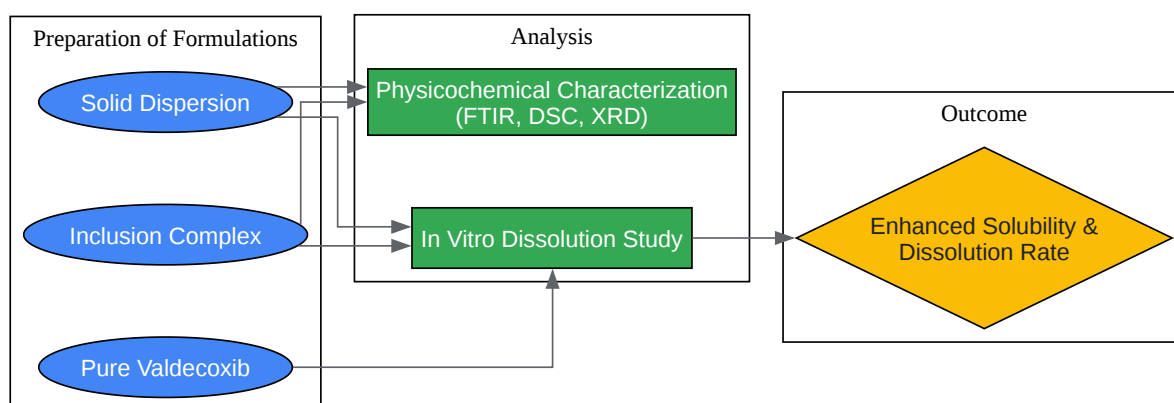 Preparation of Formulations
Solid Dispersion
Inclusion Complex
Pure Valdecoxib
Analysis
Physicochemical Characterization
(FTIR, DSC, XRD)
In Vitro Dissolution Study
Outcome
Enhanced Solubility &
Dissolution Rate